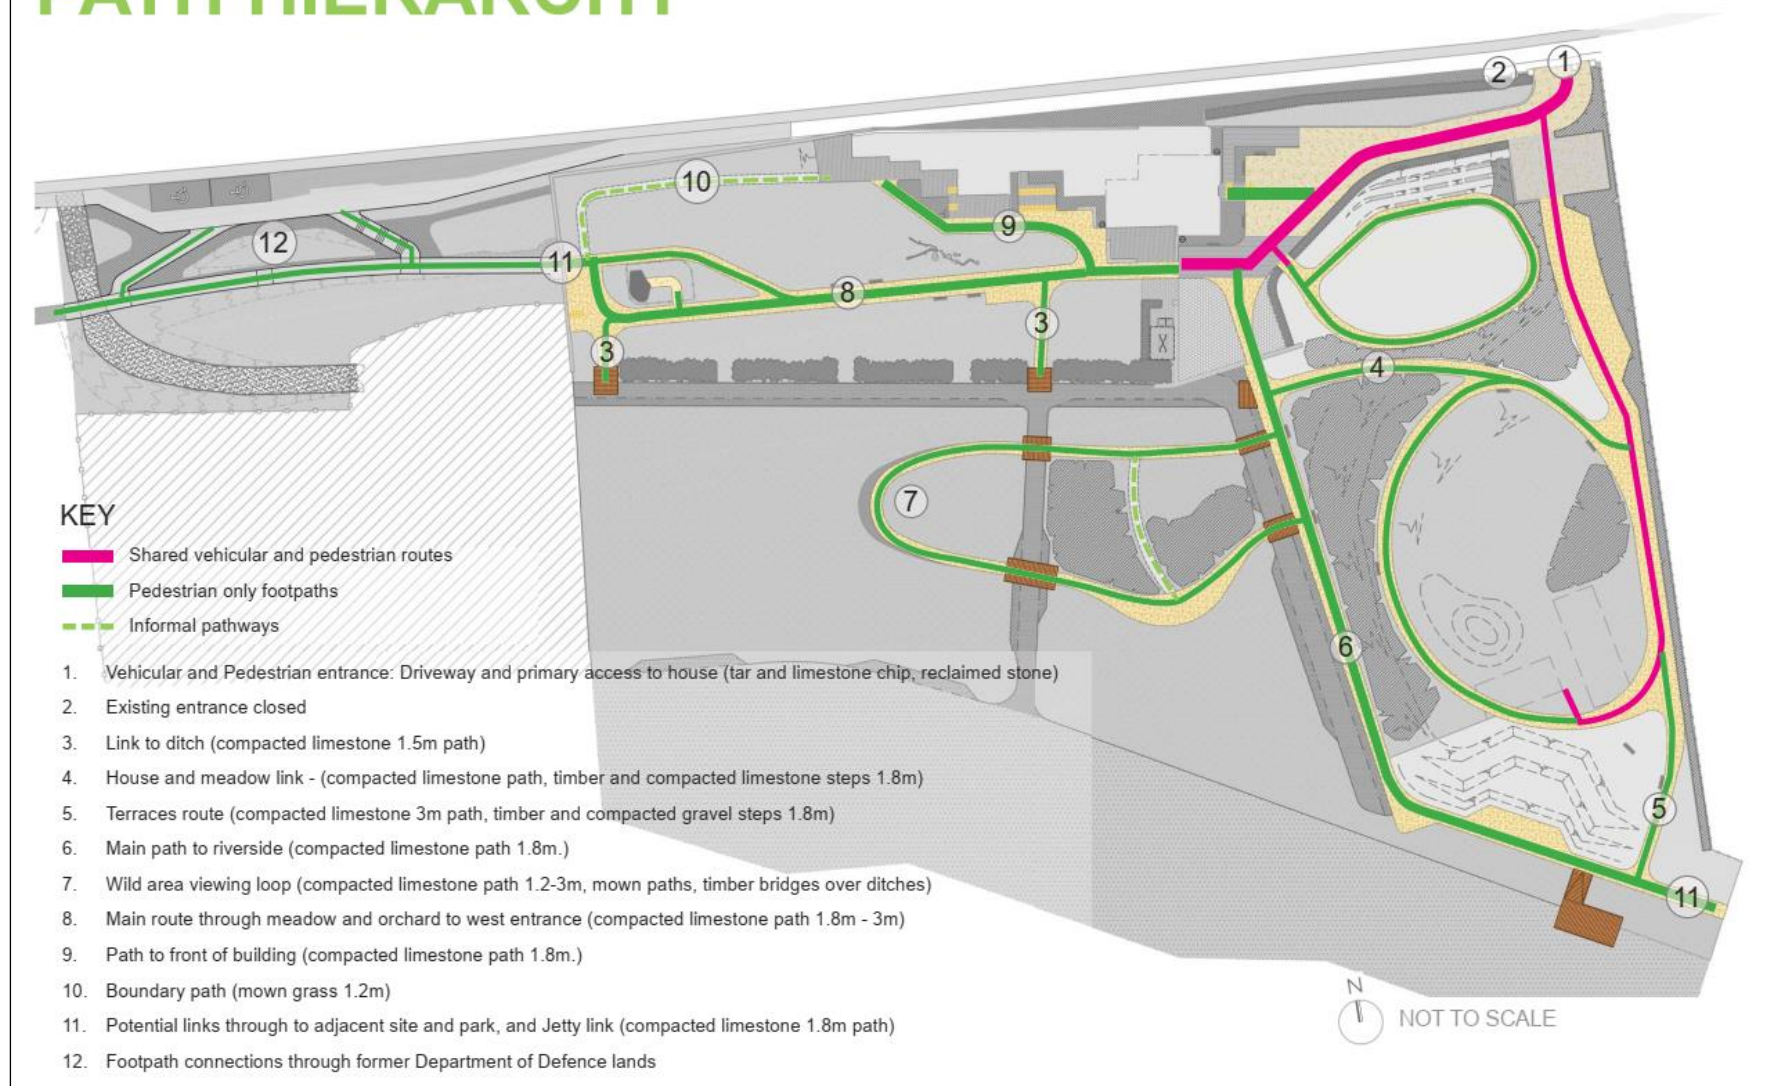 PATH HIERARCHY
1
2
10
12
9
11
8
3
3
4
7
KEY
Shared vehicular and pedestrian routes
Pedestrian only footpaths
Informal pathways
6
5
11
1. Vehicular and Pedestrian entrance: Driveway and primary access to house (tar and limestone chip, reclaimed stone)
2. Existing entrance closed
3. Link to ditch (compacted limestone 1.5m path)
4. House and meadow link - (compacted limestone path, timber and compacted limestone steps 1.8m)
5. Terraces route (compacted limestone 3m path, timber and compacted gravel steps 1.8m)
6. Main path to riverside (compacted limestone path 1.8m.)
7. Wild area viewing loop (compacted limestone path 1.2-3m, mown paths, timber bridges over ditches)
8. Main route through meadow and orchard to west entrance (compacted limestone path 1.8m - 3m)
9. Path to front of building (compacted limestone path 1.8m.)
10. Boundary path (mown grass 1.2m)
11. Potential links through to adjacent site and park, and Jetty link (compacted limestone 1.8m path)
12. Footpath connections through former Department of Defence lands
N
NOT TO SCALE